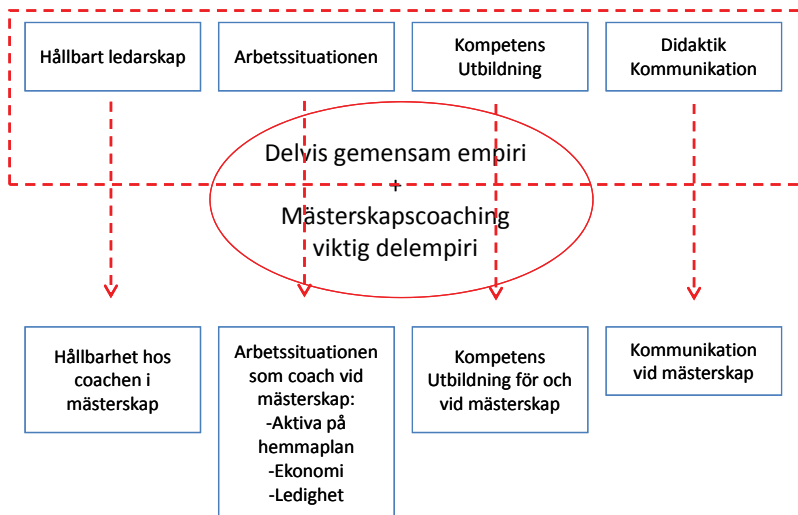 Hållbart ledarskap
Arbetssituationen
Kompetens
Utbildning
Didaktik
Kommunikation
Delvis gemensam empiri
+
Mästerskapscoaching
viktig delempiri
Hållbarhet hos
coachen i
mästerskap
Arbetssituationen
som coach vid
mästerskap:
-Aktiva på
hemmaplan
-Ekonomi
-Ledighet
Kompetens
Utbildning för och
vid mästerskap
Kommunikation
vid mästerskap